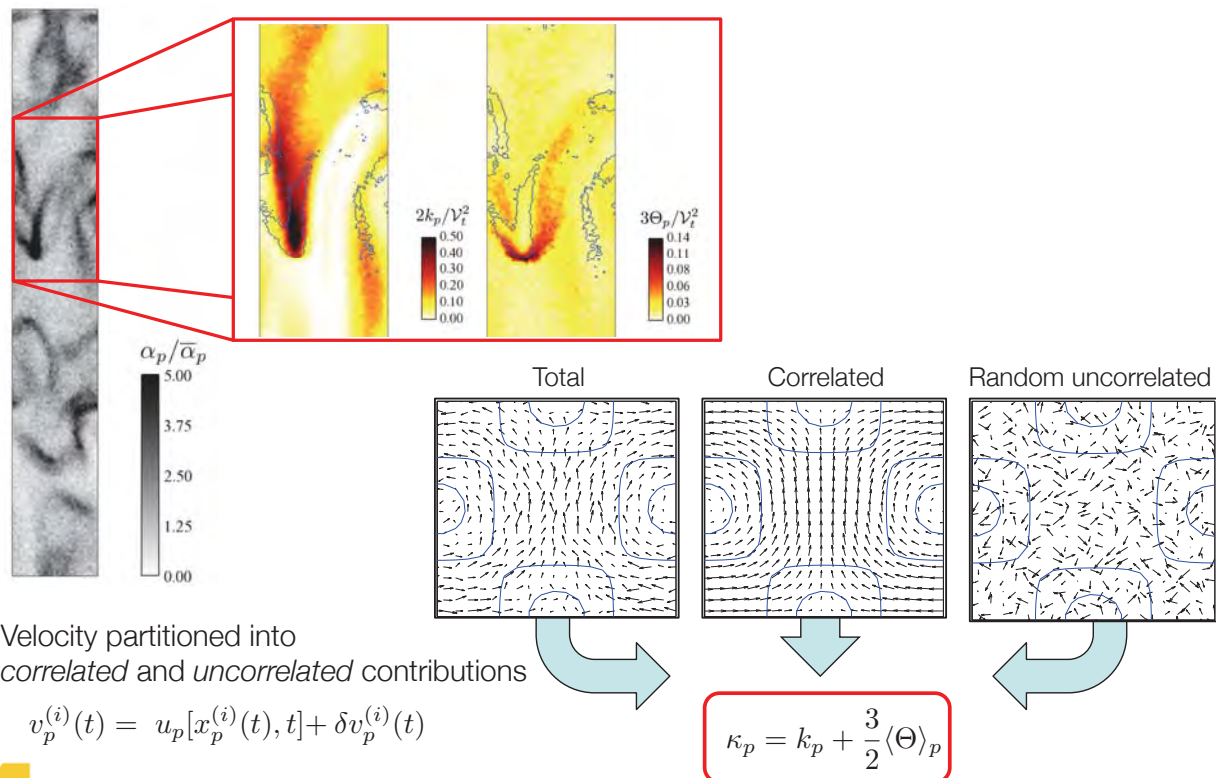 2k_p/𝒱_t^2
0.50
0.40
0.30
0.20
0.10
0.00
3Θ_p/𝒱_t^2
0.14
0.11
0.08
0.06
0.03
0.00
α_p/ᾱ_p
5.00
3.75
2.50
1.25
0.00
Total
Correlated
Random uncorrelated
Velocity partitioned into
correlated and uncorrelated contributions
v_p^{(i)}(t) = u_p[x_p^{(i)}(t), t] + δv_p^{(i)}(t)
κ_p = k_p + 3/2 ⟨Θ⟩_p